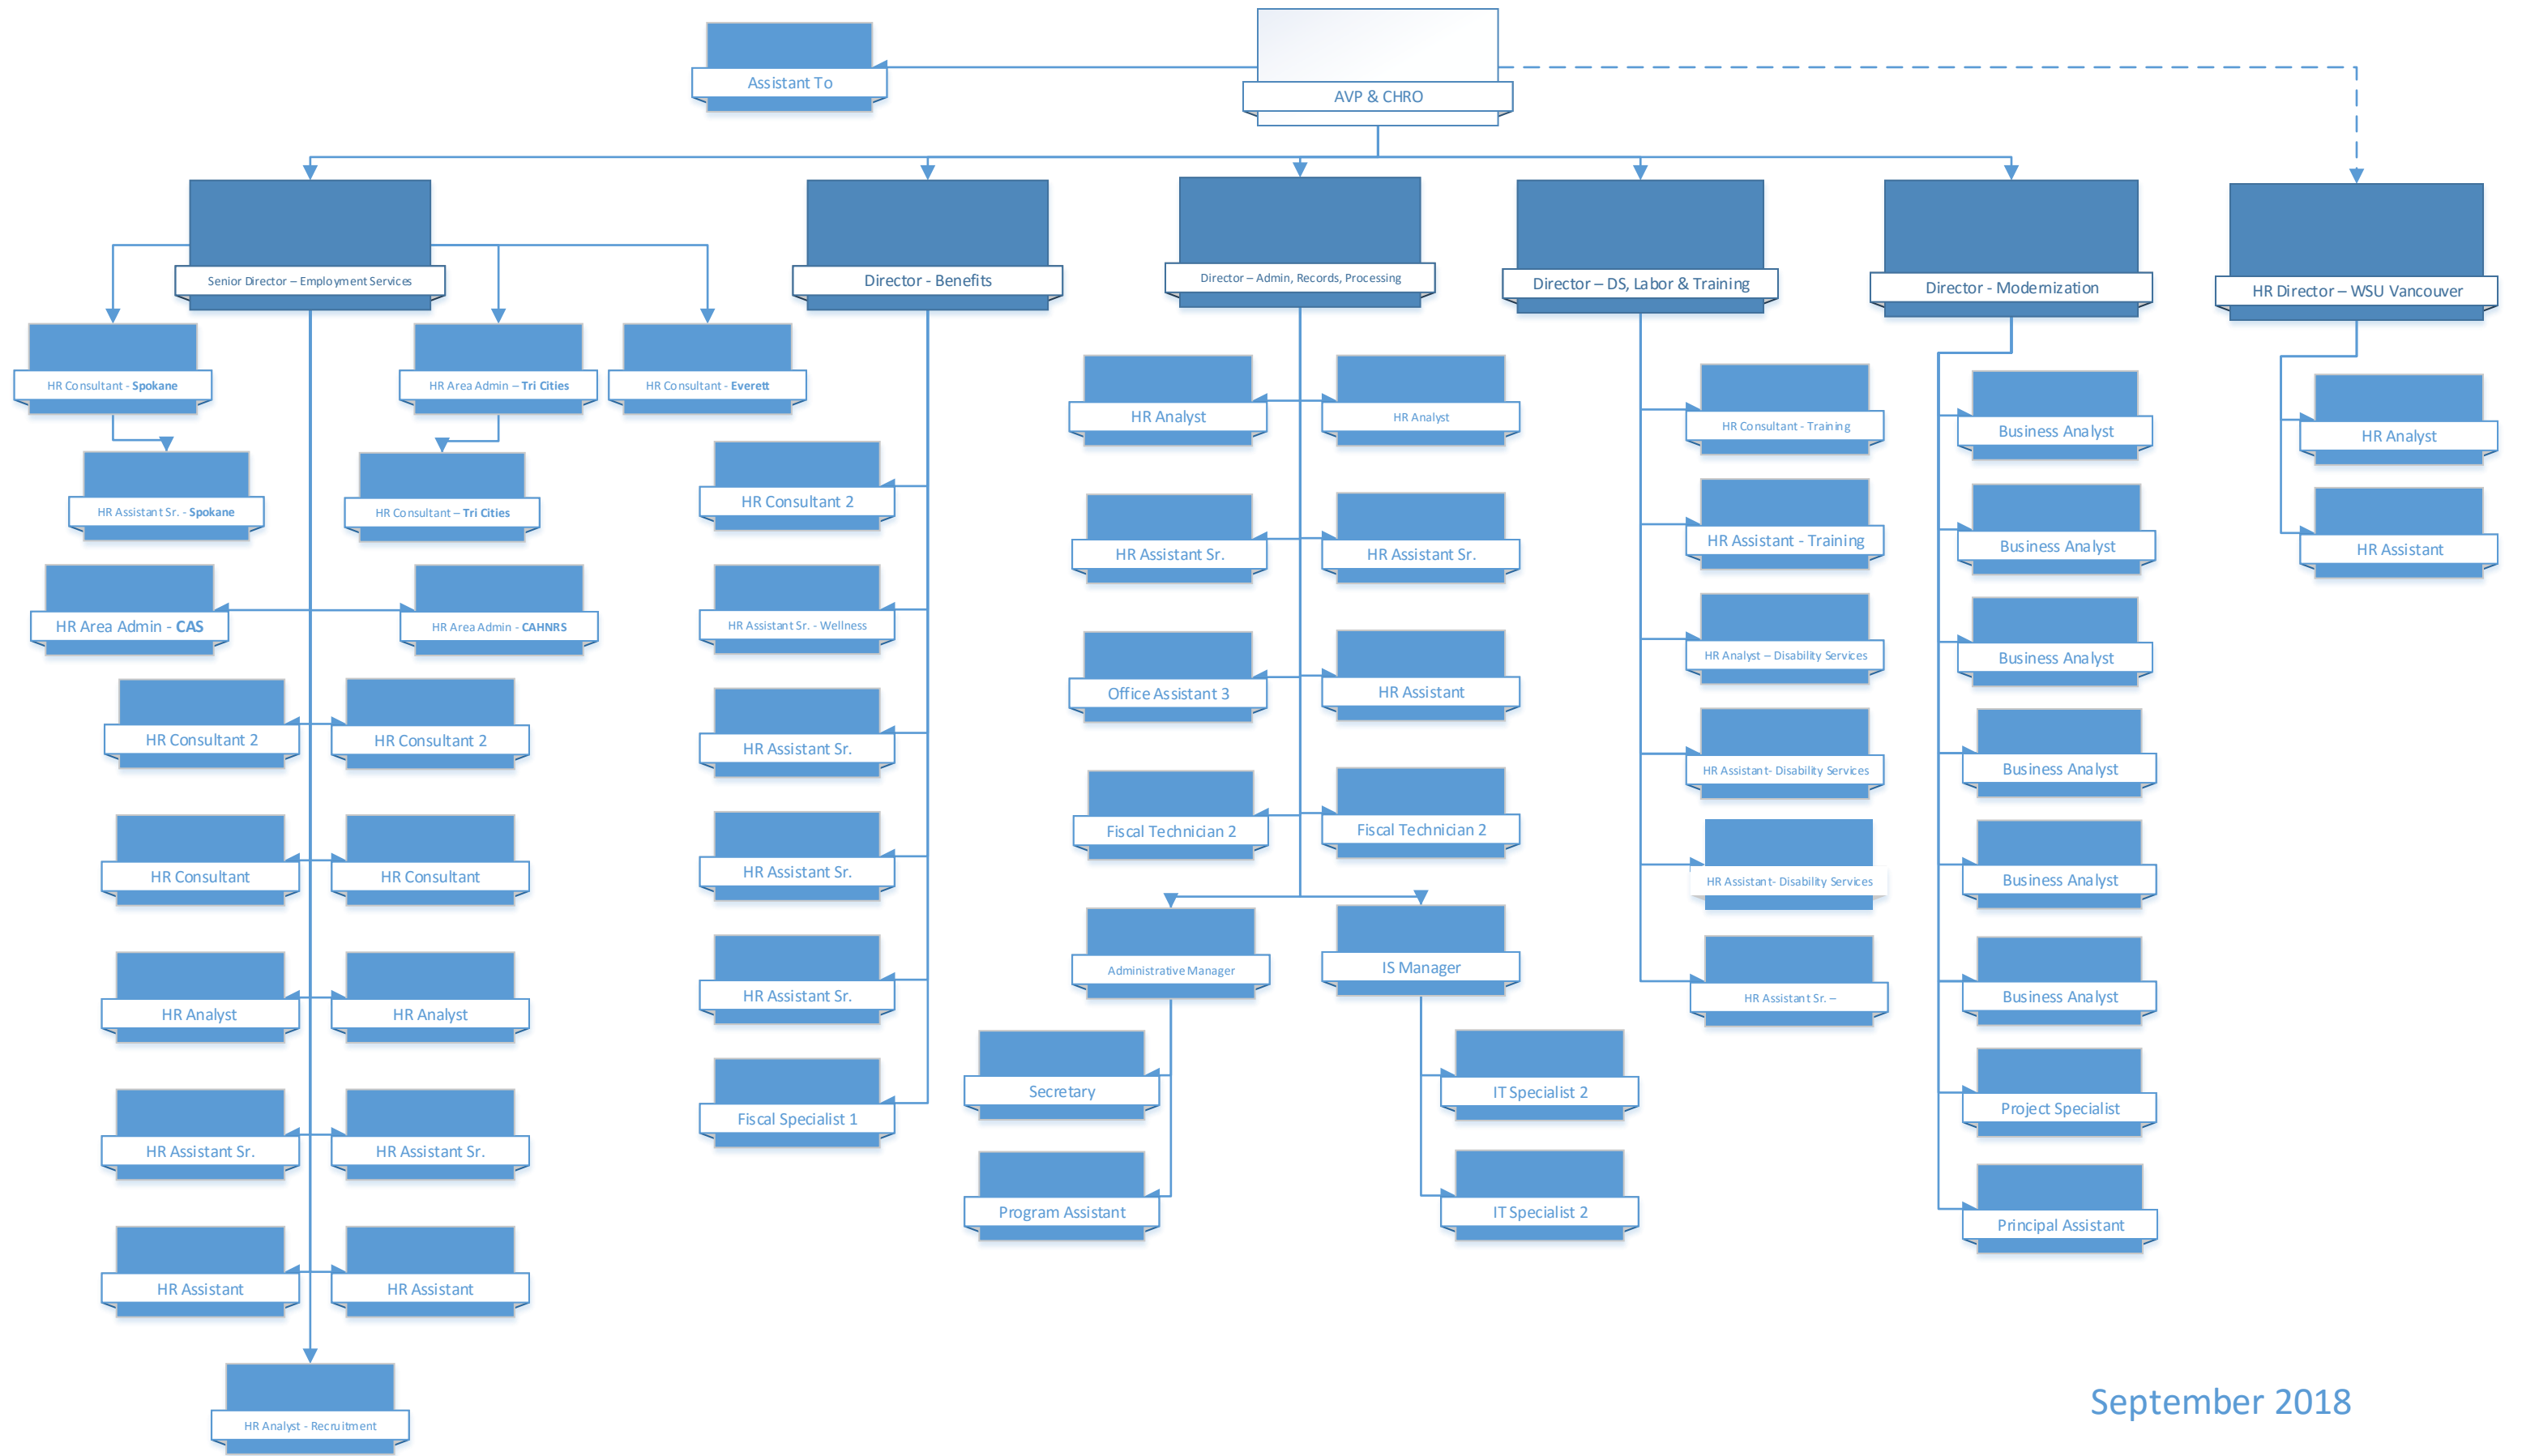 Assistant To
AVP & CHRO
Senior Director – Employment Services
Director - Benefits
Director – Admin, Records, Processing
Director – DS, Labor & Training
Director - Modernization
HR Director – WSU Vancouver
HR Consultant - Spokane
HR Area Admin – Tri Cities
HR Consultant - Everett
HR Assistant Sr. - Spokane
HR Consultant – Tri Cities
HR Area Admin - CAS
HR Area Admin - CAHNRS
HR Consultant 2
HR Consultant 2
HR Consultant
HR Consultant
HR Analyst
HR Analyst
HR Assistant Sr.
HR Assistant Sr.
HR Assistant
HR Assistant
HR Analyst - Recruitment
HR Consultant 2
HR Assistant Sr. - Wellness
HR Assistant Sr.
HR Assistant Sr.
HR Assistant Sr.
Fiscal Specialist 1
HR Analyst
HR Analyst
HR Assistant Sr.
HR Assistant Sr.
Office Assistant 3
HR Assistant
Fiscal Technician 2
Fiscal Technician 2
Administrative Manager
IS Manager
Secretary
Program Assistant
IT Specialist 2
IT Specialist 2
HR Consultant - Training
HR Assistant - Training
HR Analyst – Disability Services
HR Assistant- Disability Services
HR Assistant- Disability Services
HR Assistant Sr. –
Business Analyst
Business Analyst
Business Analyst
Business Analyst
Business Analyst
Business Analyst
Project Specialist
Principal Assistant
HR Analyst
HR Assistant
September 2018